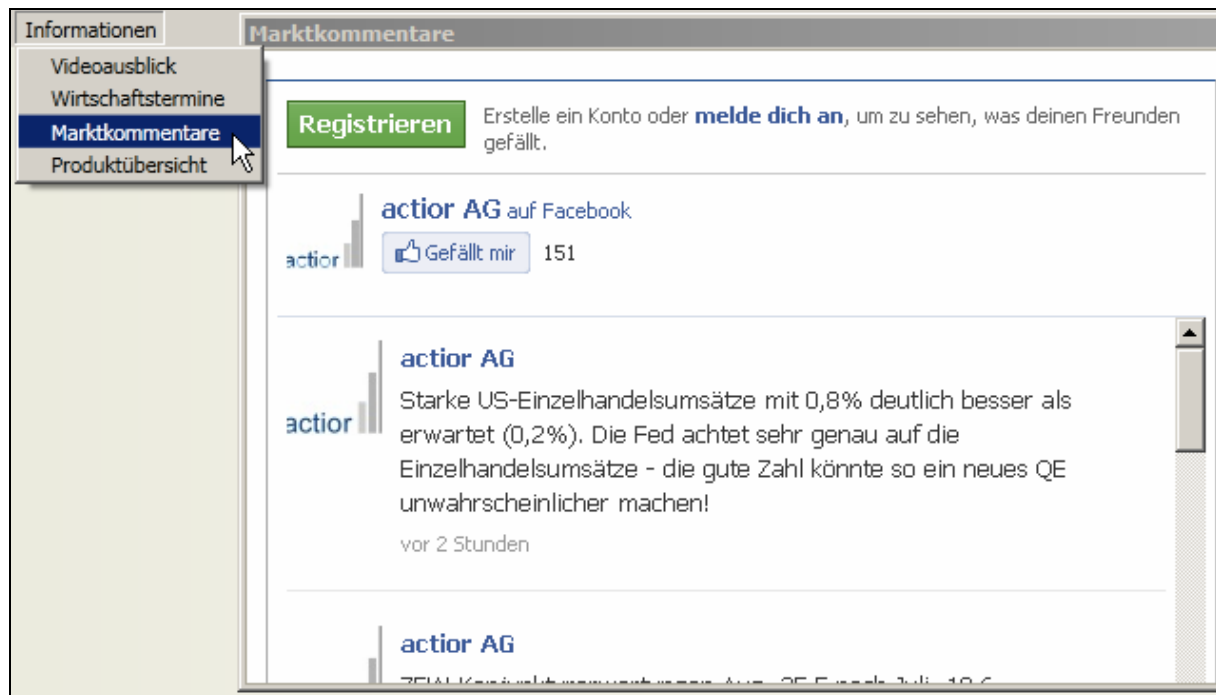 Informationen
Marktkommentare
Videoausblick
Wirtschaftstermine
Marktkommentare
Produktübersicht
Registrieren
Erstelle ein Konto oder melde dich an, um zu sehen, was deinen Freunden
gefällt.
actior
actior AG auf Facebook
Gefällt mir 151
actior
actior AG
Starke US-Einzelhandelsumsätze mit 0,8% deutlich besser als
erwartet (0,2%). Die Fed achtet sehr genau auf die
Einzelhandelsumsätze - die gute Zahl könnte so ein neues QE
unwahrscheinlicher machen!
vor 2 Stunden
actior AG